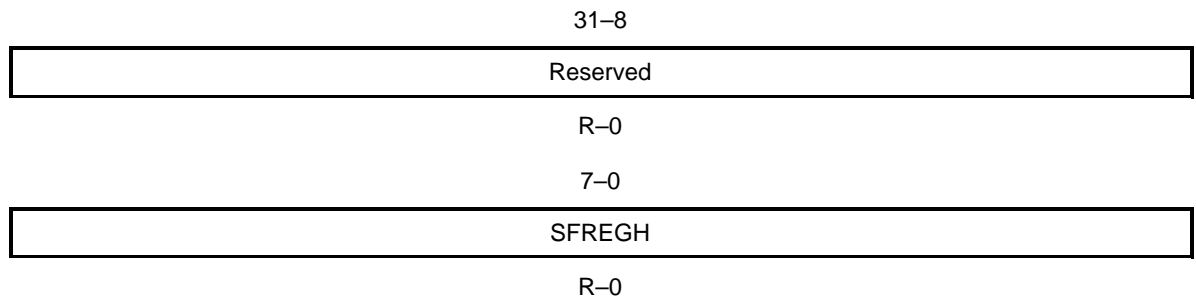 31–8
Reserved
R–0
7–0
SFREGH
R–0